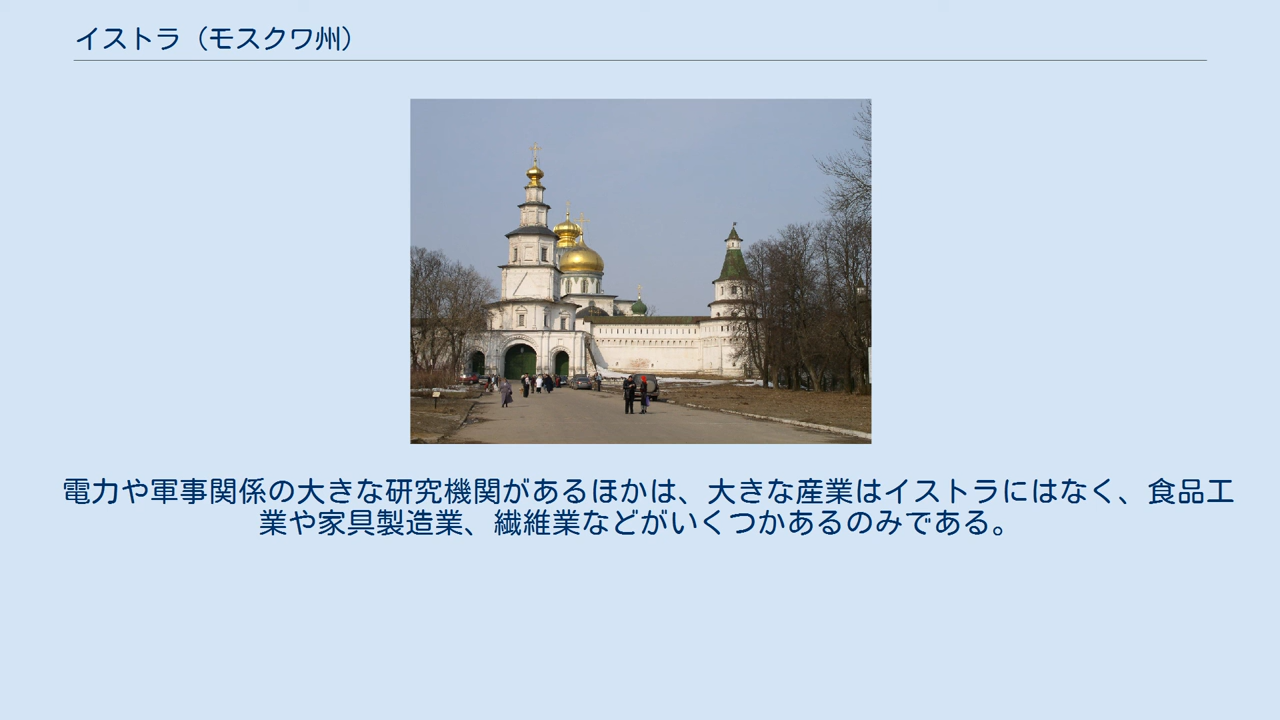 イストラ（モスクワ州）
電力や軍事関係の大きな研究機関があるほかは、大きな産業はイストラにはなく、食品工
業や家具製造業、繊維業などがいくつかあるのみである。